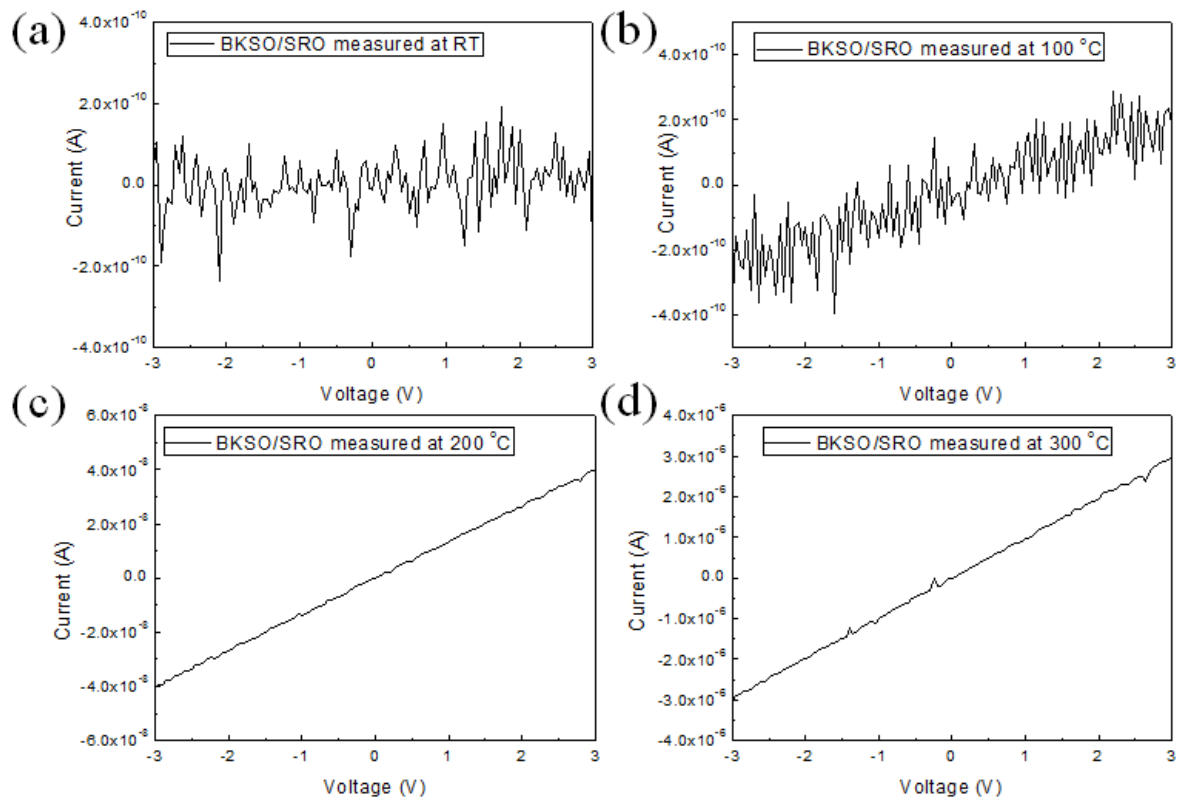 (a)
BKSO/SRO measured at RT
4.0x10⁻¹⁰
2.0x10⁻¹⁰
0.0
-2.0x10⁻¹⁰
-4.0x10⁻¹⁰
Current (A)
-3 -2 -1 0 1 2 3
Voltage (V)
(b)
BKSO/SRO measured at 100 °C
4.0x10⁻¹⁰
2.0x10⁻¹⁰
0.0
-2.0x10⁻¹⁰
-4.0x10⁻¹⁰
Current (A)
-3 -2 -1 0 1 2 3
Voltage (V)
(c)
BKSO/SRO measured at 200 °C
6.0x10⁻⁸
4.0x10⁻⁸
2.0x10⁻⁸
0.0
-2.0x10⁻⁸
-4.0x10⁻⁸
-6.0x10⁻⁸
Current (A)
-3 -2 -1 0 1 2 3
Voltage (V)
(d)
BKSO/SRO measured at 300 °C
4.0x10⁻⁶
3.0x10⁻⁶
2.0x10⁻⁶
1.0x10⁻⁶
0.0
-1.0x10⁻⁶
-2.0x10⁻⁶
-3.0x10⁻⁶
-4.0x10⁻⁶
Current (A)
-3 -2 -1 0 1 2 3
Voltage (V)